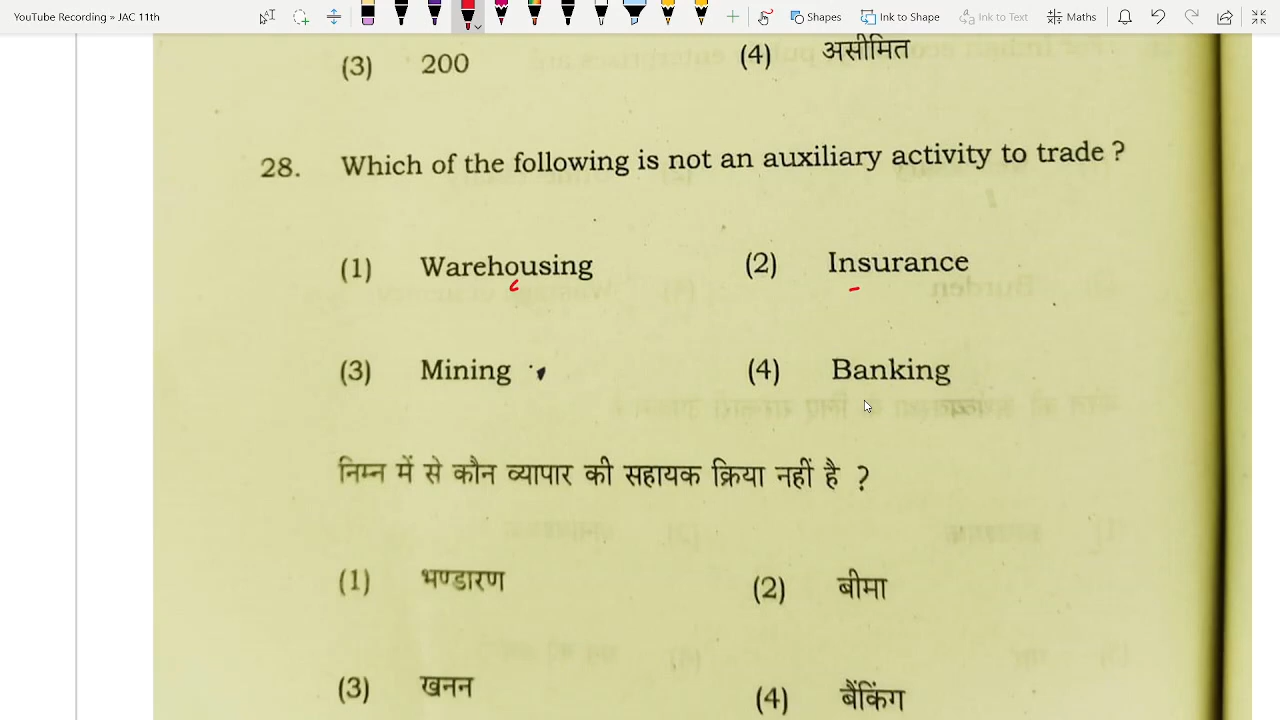 YouTube Recording » JAC 11th
Shapes
Ink to Shape
Ink to Text
Maths
(3) 200 (4) असीमित
28. Which of the following is not an auxiliary activity to trade ?
(1) Warehousing (2) Insurance
(3) Mining (4) Banking
निम्न में से कौन व्यापार की सहायक क्रिया नहीं है ?
(1) भण्डारण (2) बीमा
(3) खनन (4) बैंकिंग